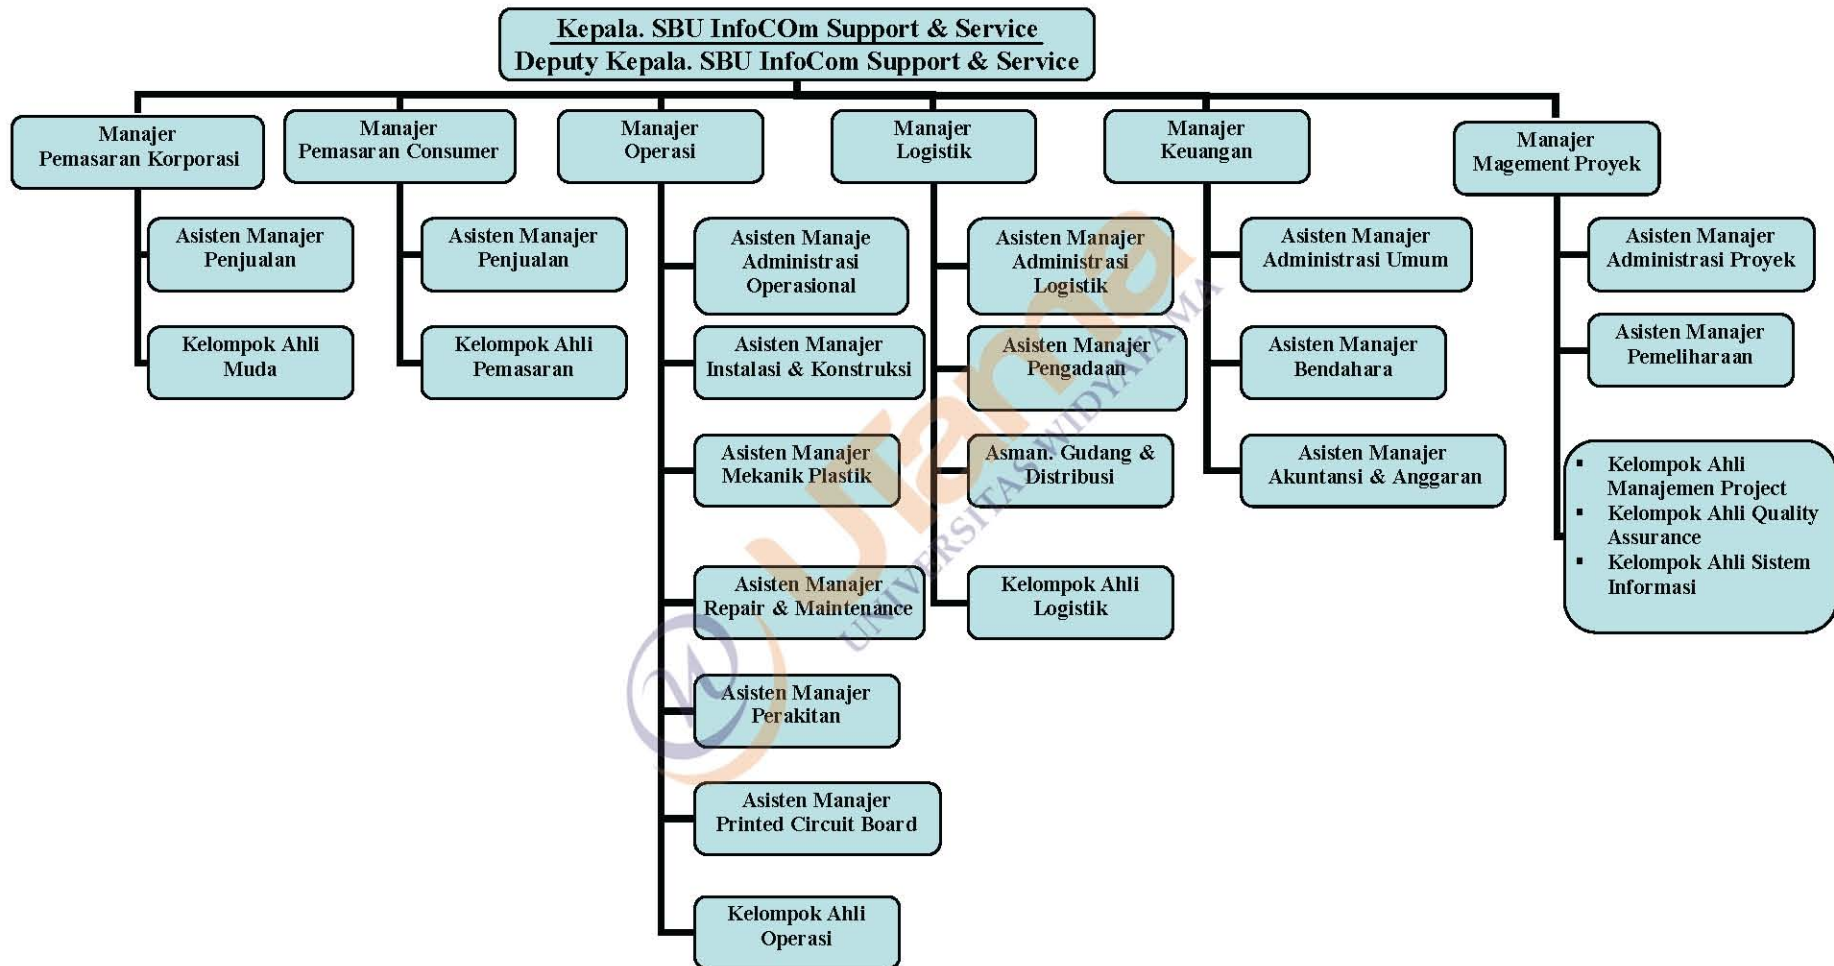 Kepala. SBU InfoCOm Support & Service
Deputy Kepala. SBU InfoCom Support & Service
Manajer
Pemasaran Korporasi
Asisten Manajer
Penjualan
Kelompok Ahli
Muda
Manajer
Pemasaran Consumer
Asisten Manajer
Penjualan
Kelompok Ahli
Pemasaran
Manajer
Operasi
Asisten Manaje
Administrasi
Operasional
Asisten Manajer
Instalasi & Konstruksi
Asisten Manajer
Mekanik Plastik
Asisten Manajer
Repair & Maintenance
Asisten Manajer
Perakitan
Asisten Manajer
Printed Circuit Board
Kelompok Ahli
Operasi
Manajer
Logistik
Asisten Manajer
Administrasi
Logistik
Asisten Manajer
Pengadaan
Asman. Gudang &
Distribusi
Kelompok Ahli
Logistik
Manajer
Keuangan
Asisten Manajer
Administrasi Umum
Asisten Manajer
Bendahara
Asisten Manajer
Akuntansi & Anggaran
Manajer
Magement Proyek
Asisten Manajer
Administrasi Proyek
Asisten Manajer
Pemeliharaan
▪ Kelompok Ahli
Manajemen Project
▪ Kelompok Ahli Quality
Assurance
▪ Kelompok Ahli Sistem
Informasi
Utama
UNIVERSITAS WIDYATAMA